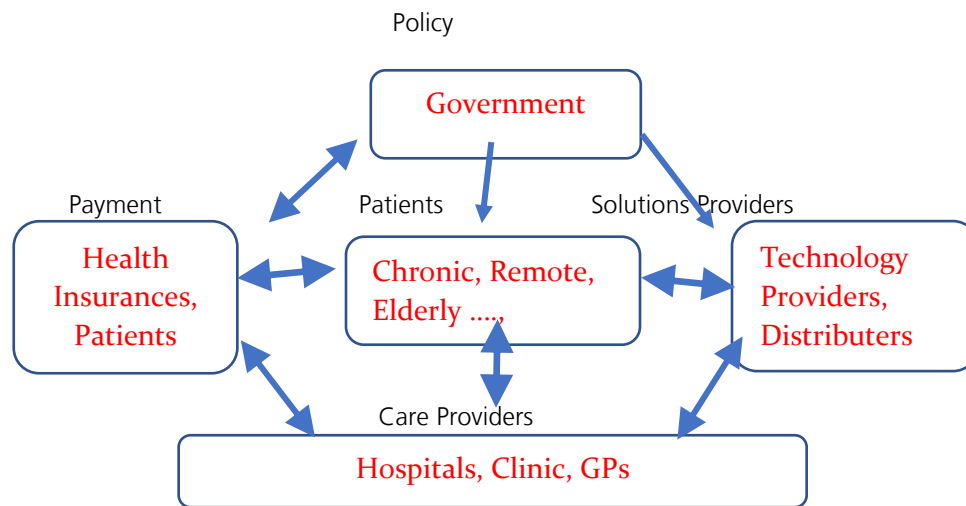 Policy
Government
Payment
Patients
Solutions Providers
Health
Insurances,
Patients
Chronic, Remote,
Elderly ....,
Technology
Providers,
Distributers
Care Providers
Hospitals, Clinic, GPs